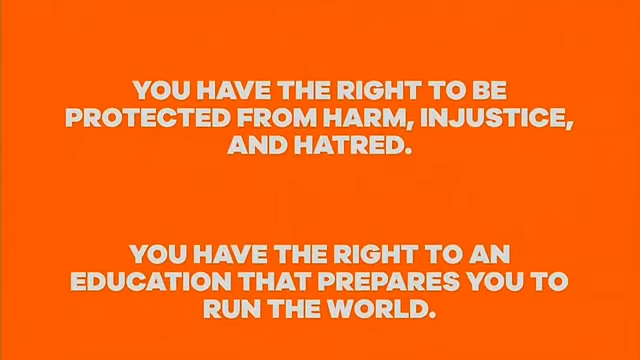 YOU HAVE THE RIGHT TO BE
PROTECTED FROM HARM, INJUSTICE,
AND HATRED.
YOU HAVE THE RIGHT TO AN
EDUCATION THAT PREPARES YOU TO
RUN THE WORLD.